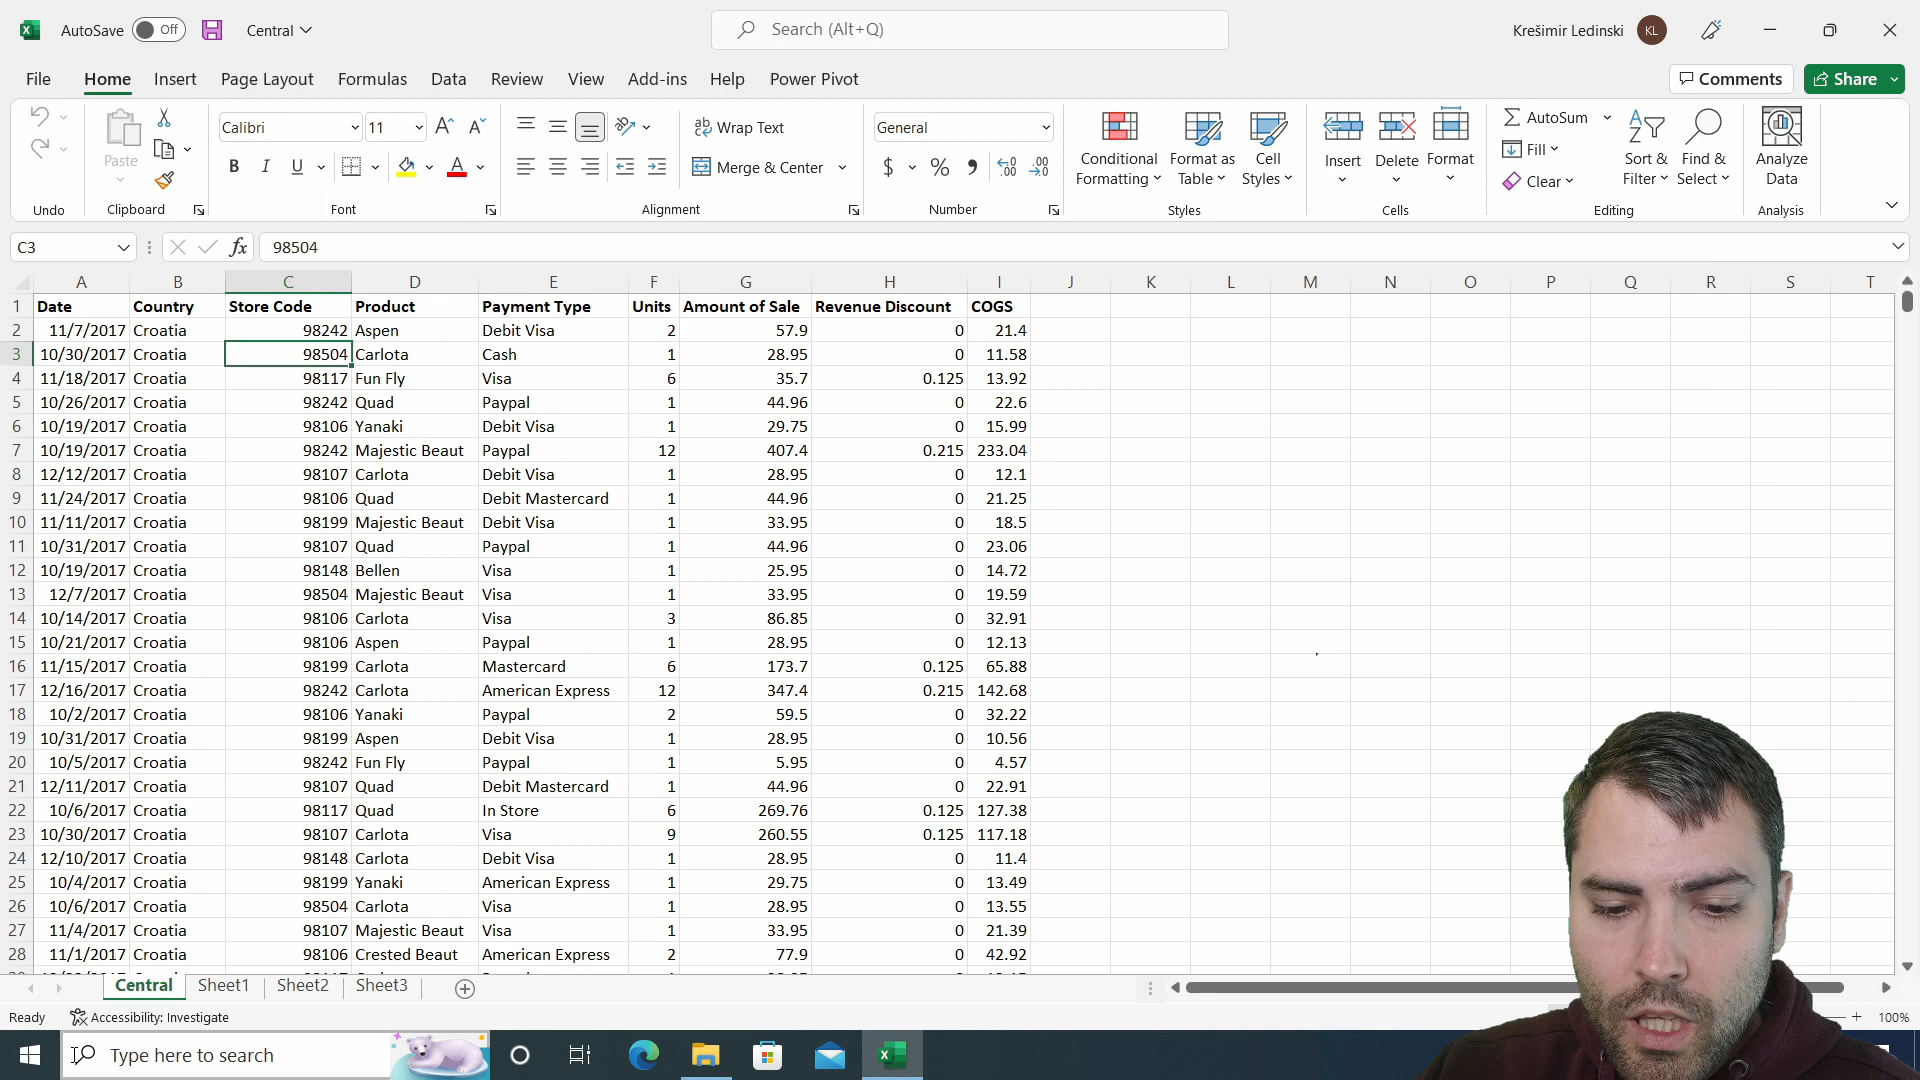 AutoSave Off Central Search (Alt+Q) Krešimir Ledinski KL
File Home Insert Page Layout Formulas Data Review View Add-ins Help Power Pivot Comments Share
Paste
Undo
Clipboard
Calibri 11
B I U A
Font
Wrap Text
Merge & Center
Alignment
General
$ %
Number
Conditional Formatting
Format as Table
Cell Styles
Styles
Insert Delete Format
Cells
AutoSum
Fill
Clear
Sort & Filter
Find & Select
Editing
Analyze Data
Analysis
C3 fx 98504
A B C D E F G H I J K L M N O P Q R S T
1 Date Country Store Code Product Payment Type Units Amount of Sale Revenue Discount COGS
2 11/7/2017 Croatia 98242 Aspen Debit Visa 2 57.9 0 21.4
3 10/30/2017 Croatia 98504 Carlota Cash 1 28.95 0 11.58
4 11/18/2017 Croatia 98117 Fun Fly Visa 6 35.7 0.125 13.92
5 10/26/2017 Croatia 98242 Quad Paypal 1 44.96 0 22.6
6 10/19/2017 Croatia 98106 Yanaki Debit Visa 1 29.75 0 15.99
7 10/19/2017 Croatia 98242 Majestic Beaut Paypal 12 407.4 0.215 233.04
8 12/12/2017 Croatia 98107 Carlota Debit Visa 1 28.95 0 12.1
9 11/24/2017 Croatia 98106 Quad Debit Mastercard 1 44.96 0 21.25
10 11/11/2017 Croatia 98199 Majestic Beaut Debit Visa 1 33.95 0 18.5
11 10/31/2017 Croatia 98107 Quad Paypal 1 44.96 0 23.06
12 10/19/2017 Croatia 98148 Bellen Visa 1 25.95 0 14.72
13 12/7/2017 Croatia 98504 Majestic Beaut Visa 1 33.95 0 19.59
14 10/14/2017 Croatia 98106 Carlota Visa 3 86.85 0 32.91
15 10/21/2017 Croatia 98106 Aspen Paypal 1 28.95 0 12.13
16 11/15/2017 Croatia 98199 Carlota Mastercard 6 173.7 0.125 65.88
17 12/16/2017 Croatia 98242 Carlota American Express 12 347.4 0.215 142.68
18 10/2/2017 Croatia 98106 Yanaki Paypal 2 59.5 0 32.22
19 10/31/2017 Croatia 98199 Aspen Debit Visa 1 28.95 0 10.56
20 10/5/2017 Croatia 98242 Fun Fly Paypal 1 5.95 0 4.57
21 12/11/2017 Croatia 98107 Quad Debit Mastercard 1 44.96 0 22.91
22 10/6/2017 Croatia 98117 Quad In Store 6 269.76 0.125 127.38
23 10/30/2017 Croatia 98107 Carlota Visa 9 260.55 0.125 117.18
24 12/10/2017 Croatia 98148 Carlota Debit Visa 1 28.95 0 11.4
25 10/4/2017 Croatia 98199 Yanaki American Express 1 29.75 0 13.49
26 10/6/2017 Croatia 98504 Carlota Visa 1 28.95 0 13.55
27 11/4/2017 Croatia 98107 Majestic Beaut Visa 1 33.95 0 21.39
28 11/1/2017 Croatia 98106 Crested Beaut American Express 2 77.9 0 42.92
Central Sheet1 Sheet2 Sheet3
Ready Accessibility: Investigate 100%
Type here to search